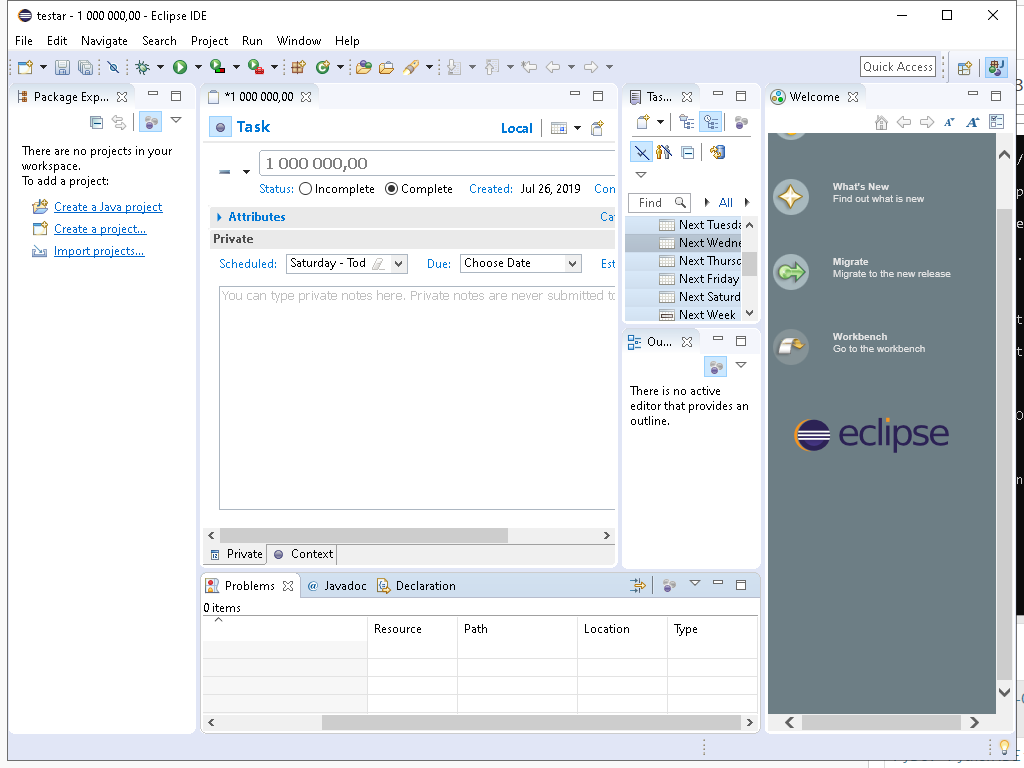 testar - 1 000 000,00 - Eclipse IDE
File Edit Navigate Search Project Run Window Help
Quick Access
Package Exp...
There are no projects in your
workspace.
To add a project:
Create a Java project
Create a project...
Import projects...
*1 000 000,00
Task
Local
1 000 000,00
Status: Incomplete Complete Created: Jul 26, 2019 Con
Attributes
Private
Scheduled: Saturday - Tod Due: Choose Date Est
You can type private notes here. Private notes are never submitted to
Private Context
Tas...
Find All
Next Tuesda
Next Wedne
Next Thursd
Next Friday
Next Saturd
Next Week
Ou...
There is no active
editor that provides an
outline.
Welcome
What's New
Find out what is new
Migrate
Migrate to the new release
Workbench
Go to the workbench
eclipse
Problems @ Javadoc Declaration
0 items
Resource Path Location Type